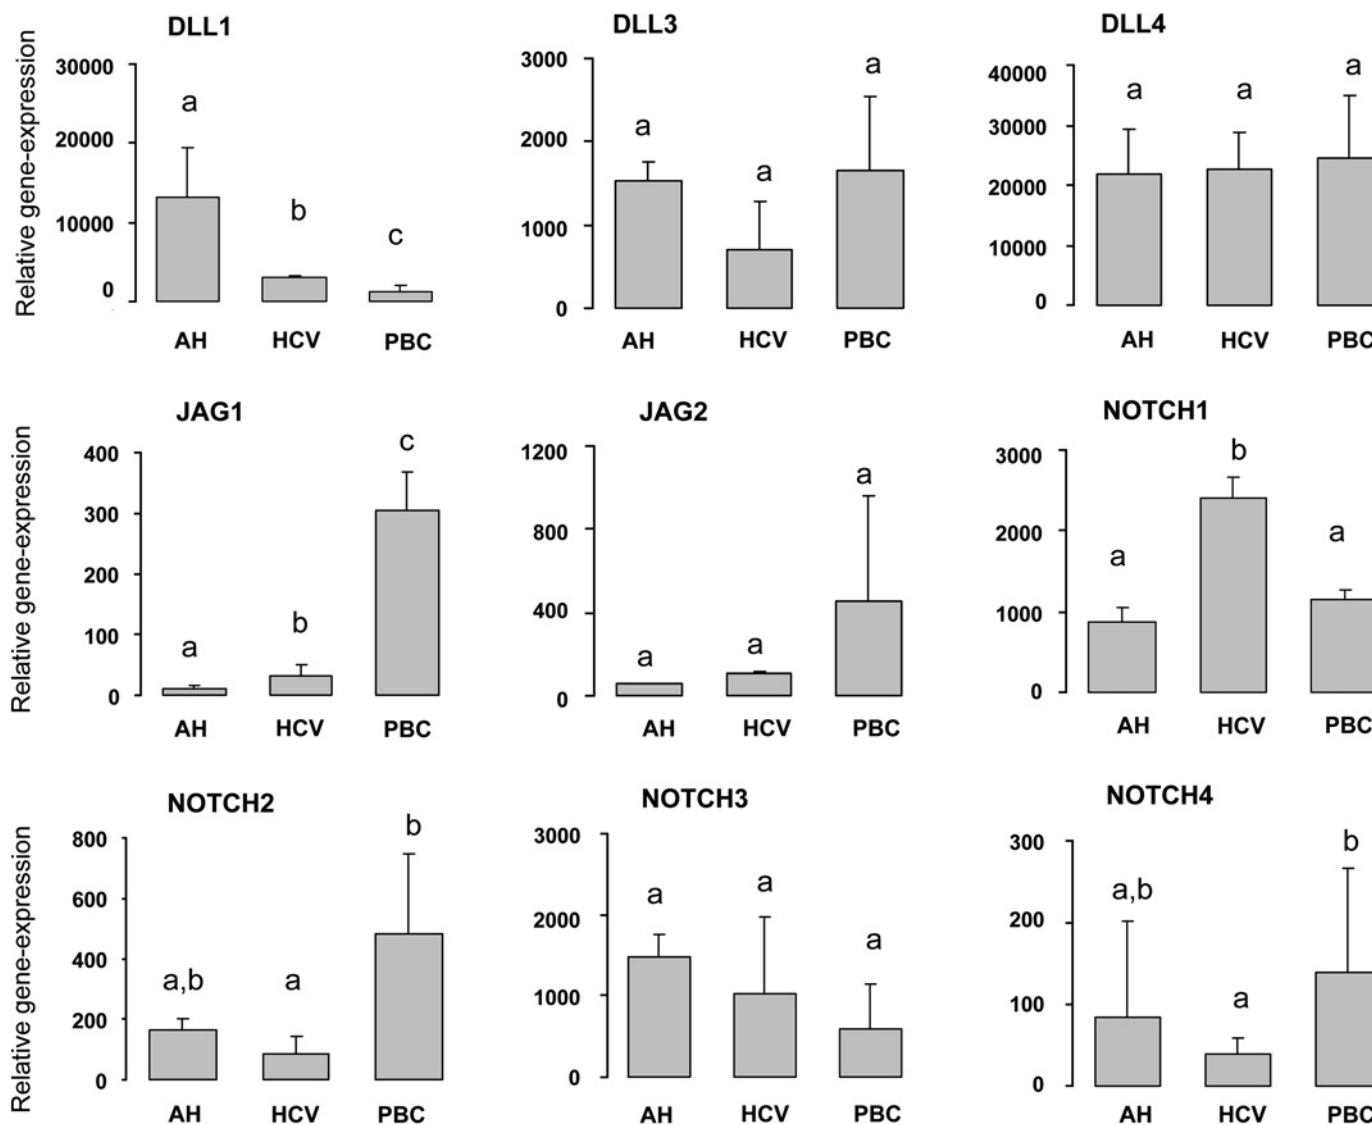 DLL1
Relative gene-expression
30000
20000
10000
0
a
b
c
AH HCV PBC
DLL3
3000
2000
1000
0
a
a
a
AH HCV PBC
DLL4
40000
30000
20000
10000
0
a
a
a
AH HCV PBC
JAG1
Relative gene-expression
400
300
200
100
0
a
b
c
AH HCV PBC
JAG2
1200
800
400
0
a
a
a
AH HCV PBC
NOTCH1
3000
2000
1000
0
a
b
a
AH HCV PBC
NOTCH2
Relative gene-expression
800
600
400
200
0
a,b
a
b
AH HCV PBC
NOTCH3
3000
2000
1000
0
a
a
a
AH HCV PBC
NOTCH4
300
200
100
0
a,b
a
b
AH HCV PBC